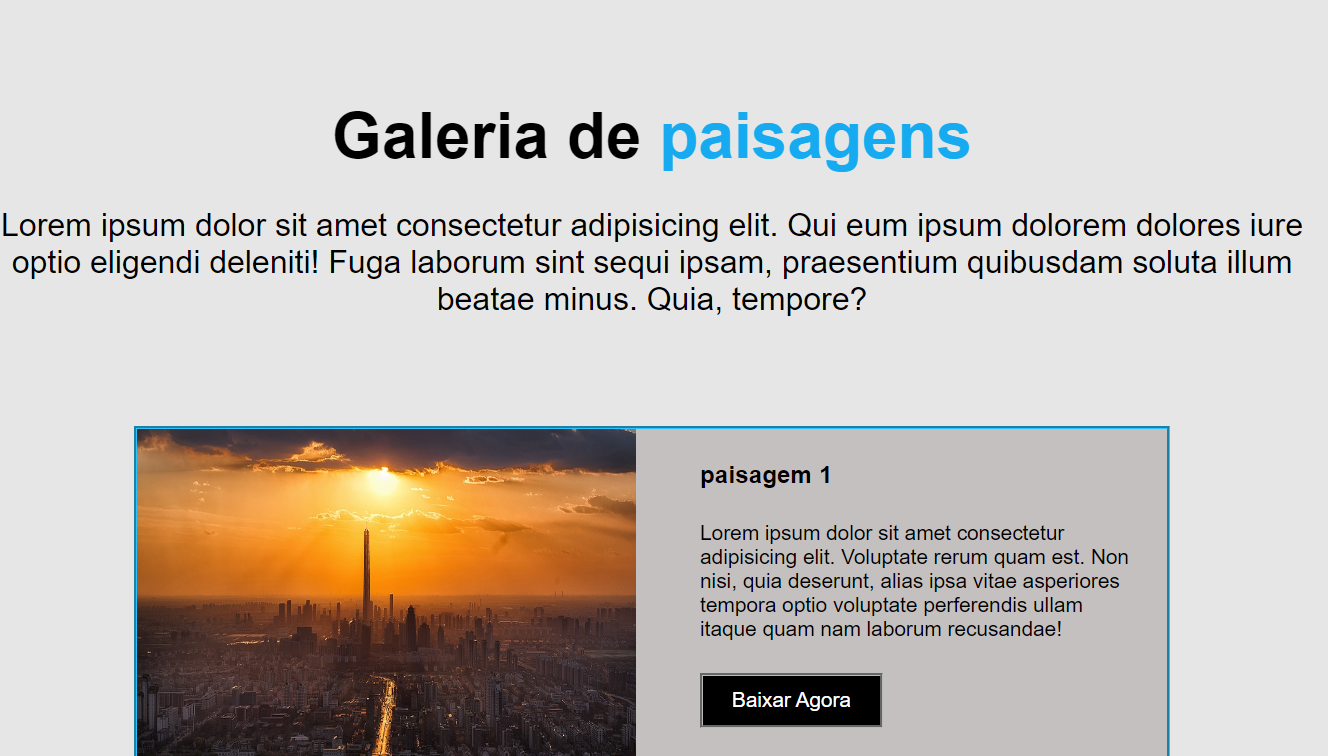 Galeria de paisagens
Lorem ipsum dolor sit amet consectetur adipisicing elit. Qui eum ipsum dolorem dolores iure
optio eligendi deleniti! Fuga laborum sint sequi ipsam, praesentium quibusdam soluta illum
beatae minus. Quia, tempore?
paisagem 1
Lorem ipsum dolor sit amet consectetur
adipisicing elit. Voluptate rerum quam est. Non
nisi, quia deserunt, alias ipsa vitae asperiores
tempora optio voluptate perferendis ullam
itaque quam nam laborum recusandae!
Baixar Agora